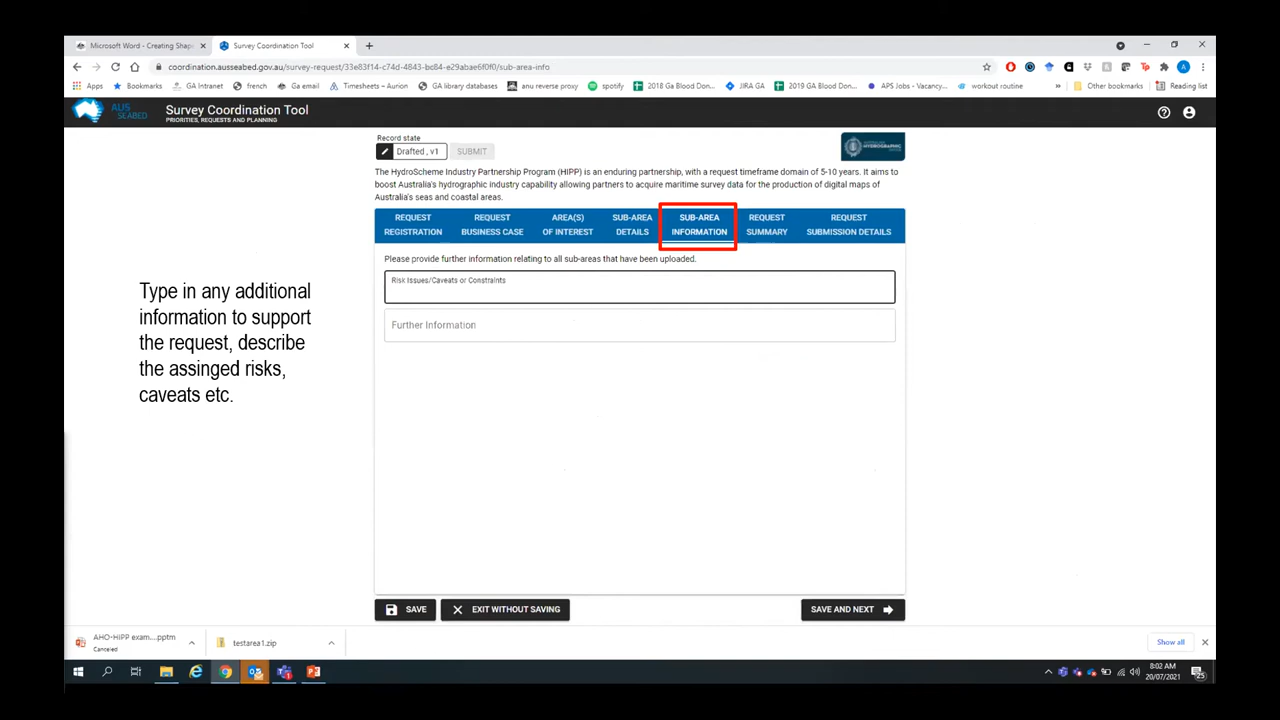 Microsoft Word - Creating Shap
Survey Coordination Tool
coordination.ausseabed.gov.au/survey-request/33e83f14-c74d-4843-bc84-e29abae6f0f0/sub-area-info
Apps
Bookmarks
GA Intranet
french
Ga email
Timesheets – Aurion
GA library databases
anu reverse proxy
spotify
2018 Ga Blood Don...
JIRA GA
2019 GA Blood Don...
APS Jobs - Vacancy...
workout routine
»
Other bookmarks
Reading list
AUS
SEABED
Survey Coordination Tool
PRIORITIES, REQUESTS AND PLANNING
Record state
Drafted , v1
SUBMIT
HYDROGRAPHIC
The HydroScheme Industry Partnership Program (HIPP) is an enduring partnership, with a request timeframe domain of 5-10 years. It aims to
boost Australia's hydrographic industry capability allowing partners to acquire maritime survey data for the production of digital maps of
Australia's seas and coastal areas.
REQUEST
REGISTRATION
REQUEST
BUSINESS CASE
AREA(S)
OF INTEREST
SUB-AREA
DETAILS
SUB-AREA
INFORMATION
REQUEST
SUMMARY
REQUEST
SUBMISSION DETAILS
Please provide further information relating to all sub-areas that have been uploaded.
Risk Issues/Caveats or Constraints
Further Information
Type in any additional
information to support
the request, describe
the assinged risks,
caveats etc.
SAVE
EXIT WITHOUT SAVING
SAVE AND NEXT
AHO-HIPP exam....pptm
Canceled
testarea1.zip
Show all
8:02 AM
20/07/2021
25